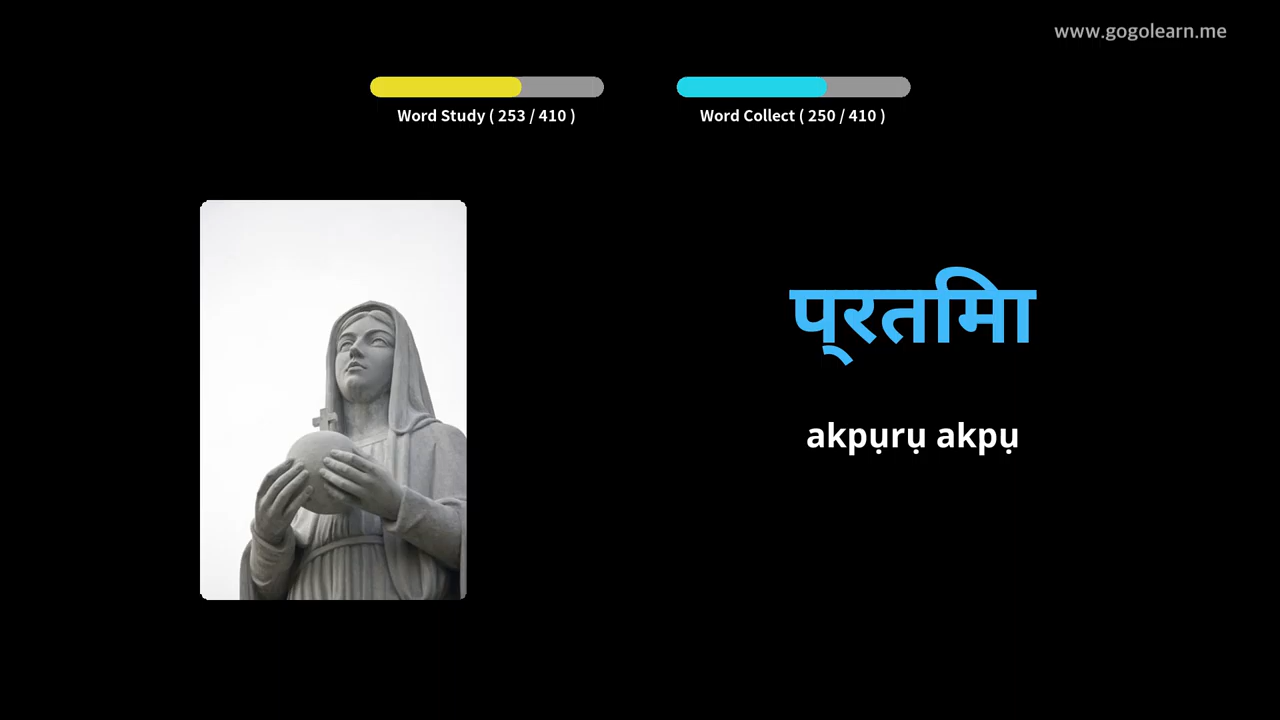 www.gogolearn.me
Word Study ( 253 / 410 )
Word Collect ( 250 / 410 )
प्रतिमा
akpụrụ akpụ